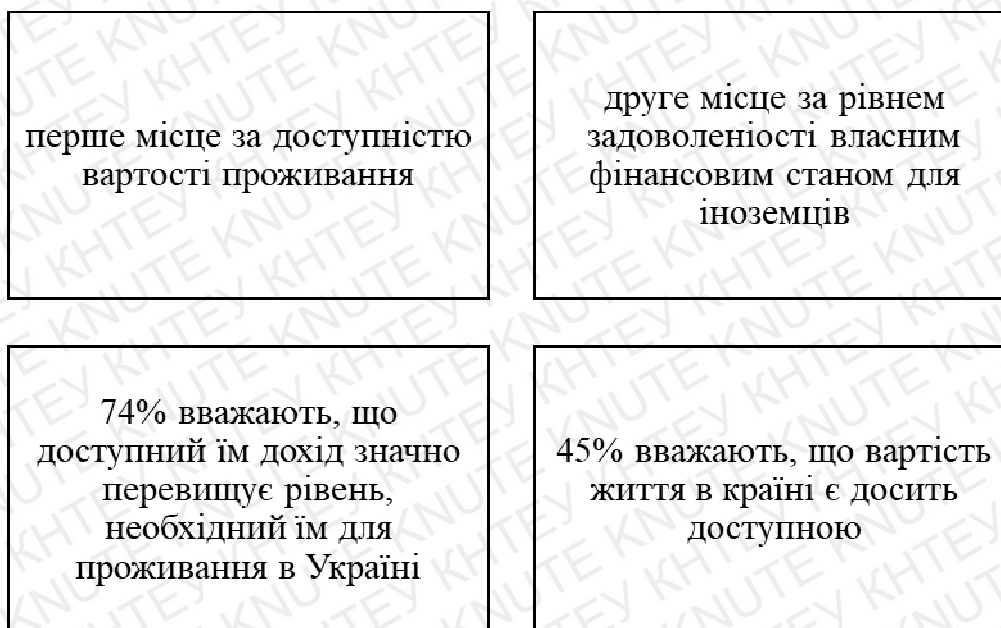 перше місце за доступністю
вартості проживання
друге місце за рівнем
задоволеніості власним
фінансовим станом для
іноземців
74% вважають, що
доступний їм дохід значно
перевищує рівень,
необхідний їм для
проживання в Україні
45% вважають, що вартість
життя в країні є досить
доступною